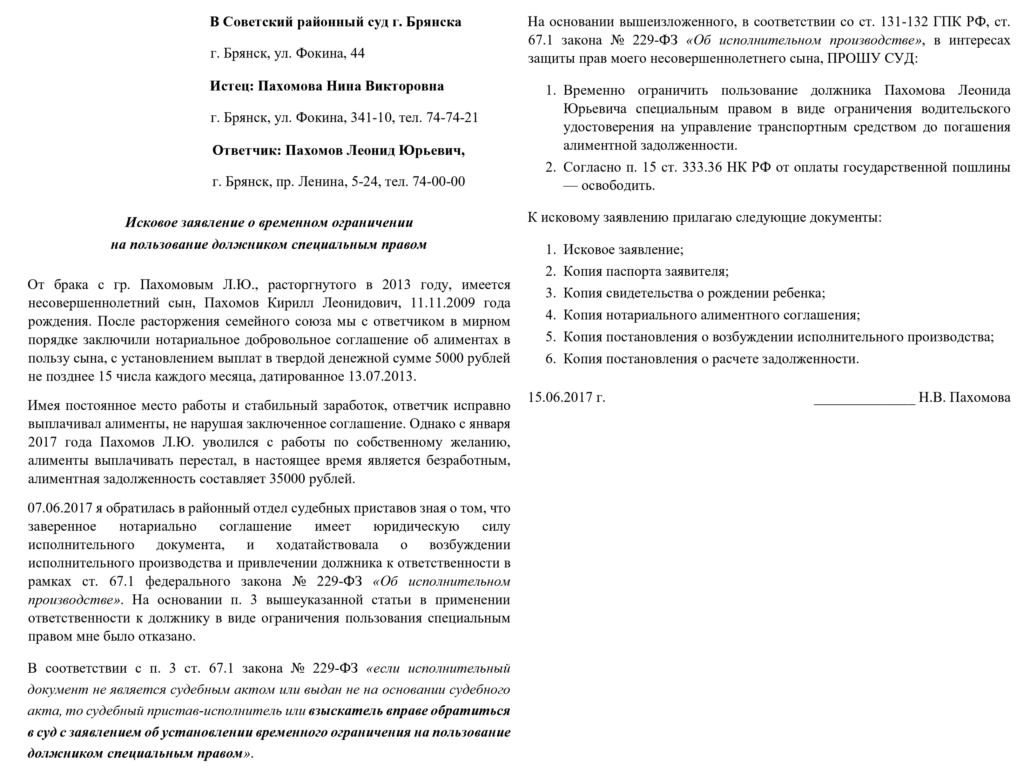 В Советский районный суд г. Брянска
г. Брянск, ул. Фокина, 44
Истец: Пахомова Нина Викторовна
г. Брянск, ул. Фокина, 341-10, тел. 74-74-21
Ответчик: Пахомов Леонид Юрьевич,
г. Брянск, пр. Ленина, 5-24, тел. 74-00-00
Исковое заявление о временном ограничении
на пользование должником специальным правом
От брака с гр. Пахомовым Л.Ю., расторгнутого в 2013 году, имеется
несовершеннолетний сын, Пахомов Кирилл Леонидович, 11.11.2009 года
рождения. После расторжения семейного союза мы с ответчиком в мирном
порядке заключили нотариальное добровольное соглашение об алиментах в
пользу сына, с установлением выплат в твердой денежной сумме 5000 рублей
не позднее 15 числа каждого месяца, датированное 13.07.2013.
Имея постоянное место работы и стабильный заработок, ответчик исправно
выплачивал алименты, не нарушая заключенное соглашение. Однако с января
2017 года Пахомов Л.Ю. уволился с работы по собственному желанию,
алименты выплачивать перестал, в настоящее время является безработным,
алиментная задолженность составляет 35000 рублей.
07.06.2017 я обратилась в районный отдел судебных приставов зная о том, что
заверенное нотариально соглашение имеет юридическую силу
исполнительного документа, и ходатайствовала о возбуждении
исполнительного производства и привлечении должника к ответственности в
рамках ст. 67.1 федерального закона № 229-ФЗ «Об исполнительном
производстве». На основании п. 3 вышеуказанной статьи в применении
ответственности к должнику в виде ограничения пользования специальным
правом мне было отказано.
В соответствии с п. 3 ст. 67.1 закона № 229-ФЗ «если исполнительный
документ не является судебным актом или выдан не на основании судебного
акта, то судебный пристав-исполнитель или взыскатель вправе обратиться
в суд с заявлением об установлении временного ограничения на пользование
должником специальным правом».
На основании вышеизложенного, в соответствии со ст. 131-132 ГПК РФ, ст.
67.1 закона № 229-ФЗ «Об исполнительном производстве», в интересах
защиты прав моего несовершеннолетнего сына, ПРОШУ СУД:
1. Временно ограничить пользование должника Пахомова Леонида
Юрьевича специальным правом в виде ограничения водительского
удостоверения на управление транспортным средством до погашения
алиментной задолженности.
2. Согласно п. 15 ст. 333.36 НК РФ от оплаты государственной пошлины
— освободить.
К исковому заявлению прилагаю следующие документы:
1. Исковое заявление;
2. Копия паспорта заявителя;
3. Копия свидетельства о рождении ребенка;
4. Копия нотариального алиментного соглашения;
5. Копия постановления о возбуждении исполнительного производства;
6. Копия постановления о расчете задолженности.
15.06.2017 г. ______________ Н.В. Пахомова